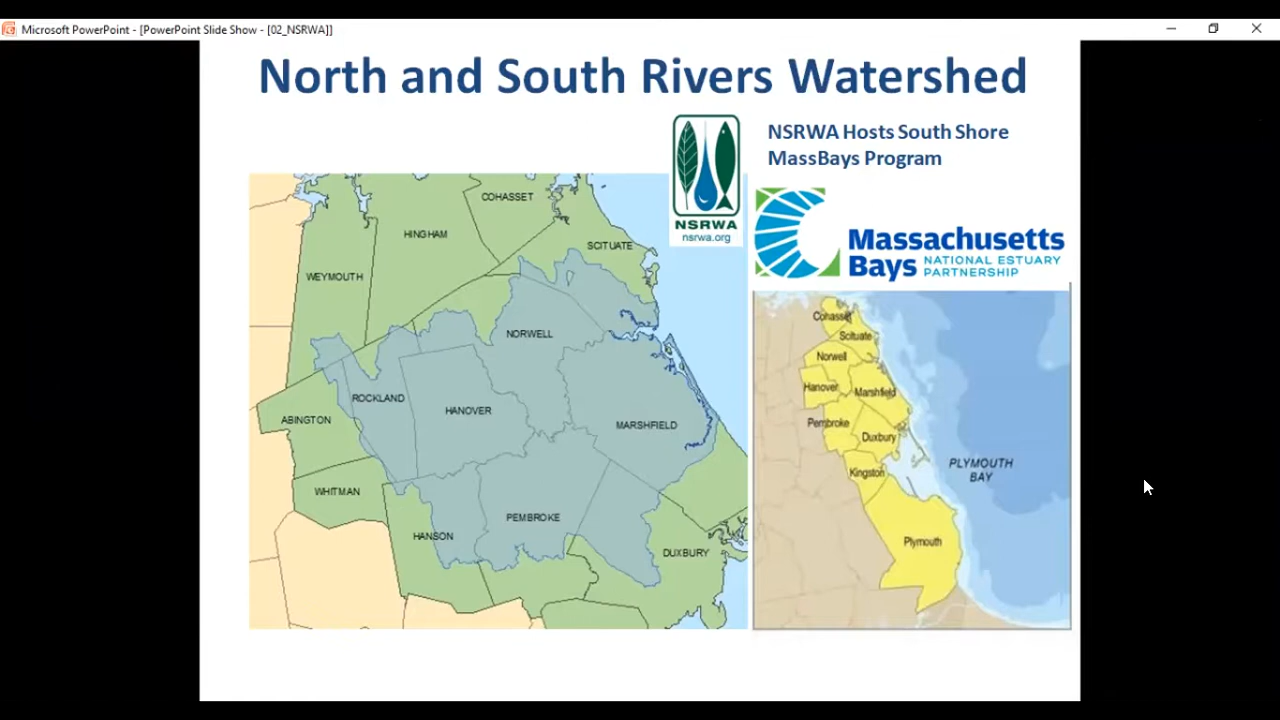 Microsoft PowerPoint - [PowerPoint Slide Show - [02_NSRWA]]
North and South Rivers Watershed
NSRWA Hosts South Shore
MassBays Program
NSRWA
nsrwa.org
Massachusetts
Bays NATIONAL ESTUARY
PARTNERSHIP
COHASSET
HINGHAM
SCITUATE
WEYMOUTH
NORWELL
ROCKLAND
HANOVER
ABINGTON
MARSHFIELD
WHITMAN
PEMBROKE
HANSON
DUXBURY
Cohasset
Scituate
Norwell
Hanover
Marshfield
Pembroke
Duxbury
Kingston
PLYMOUTH
BAY
Plymouth